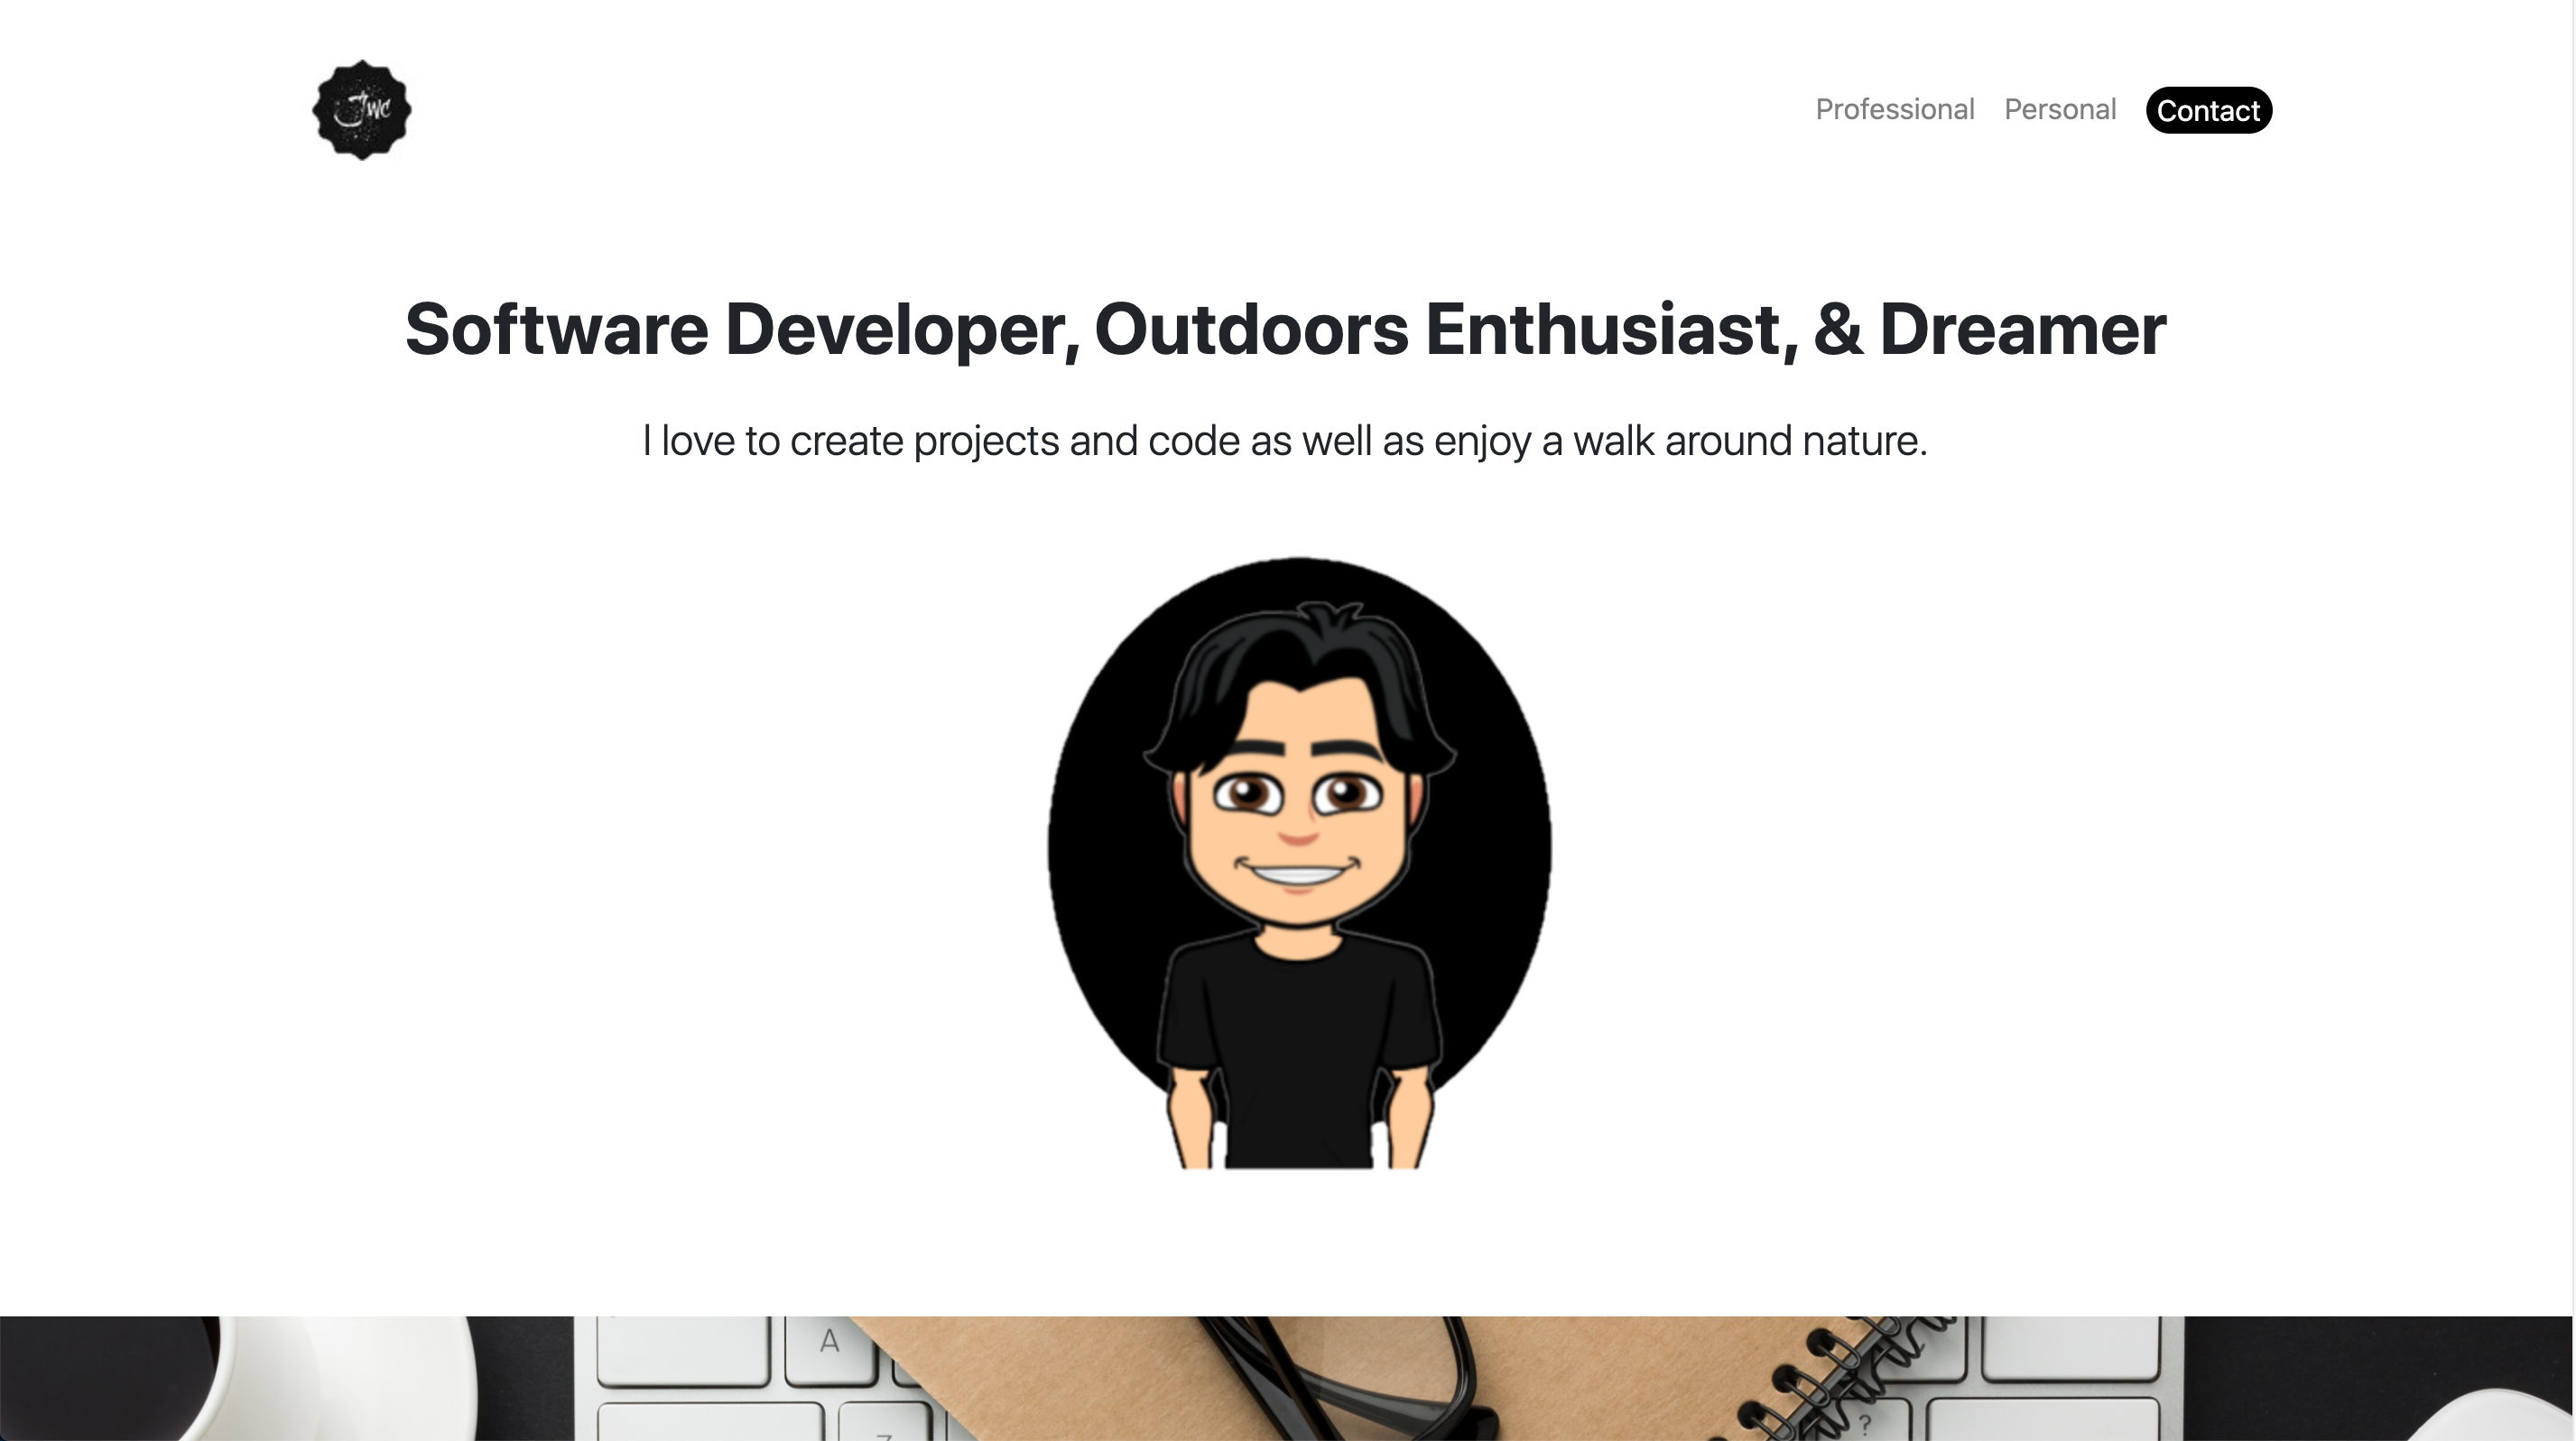 JWC
Professional Personal Contact
Software Developer, Outdoors Enthusiast, & Dreamer
I love to create projects and code as well as enjoy a walk around nature.
A
?